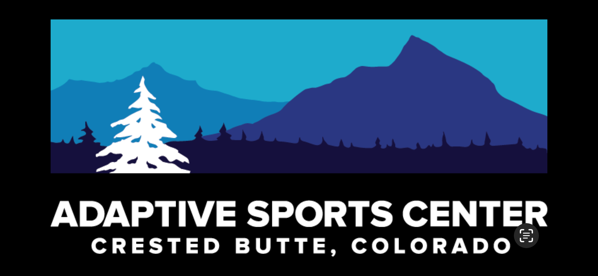 ADAPTIVE SPORTS CENTER
CRESTED BUTTE, COLORADO